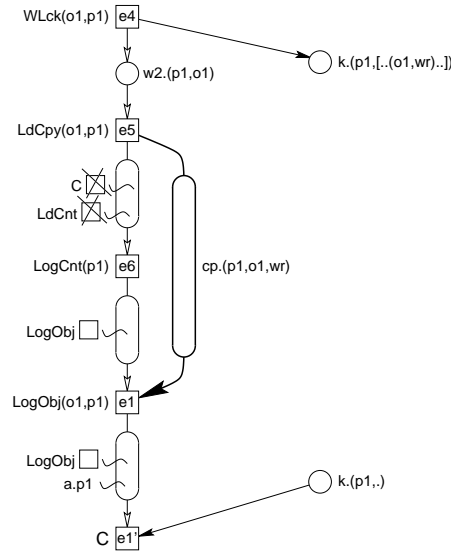 WLck(o1,p1) e4
k.(p1,[..(o1,wr)..])
w2.(p1,o1)
LdCpy(o1,p1) e5
C
LdCnt
LogCnt(p1) e6
cp.(p1,o1,wr)
LogObj
LogObj(o1,p1) e1
LogObj
a.p1
k.(p1,.)
C e1'